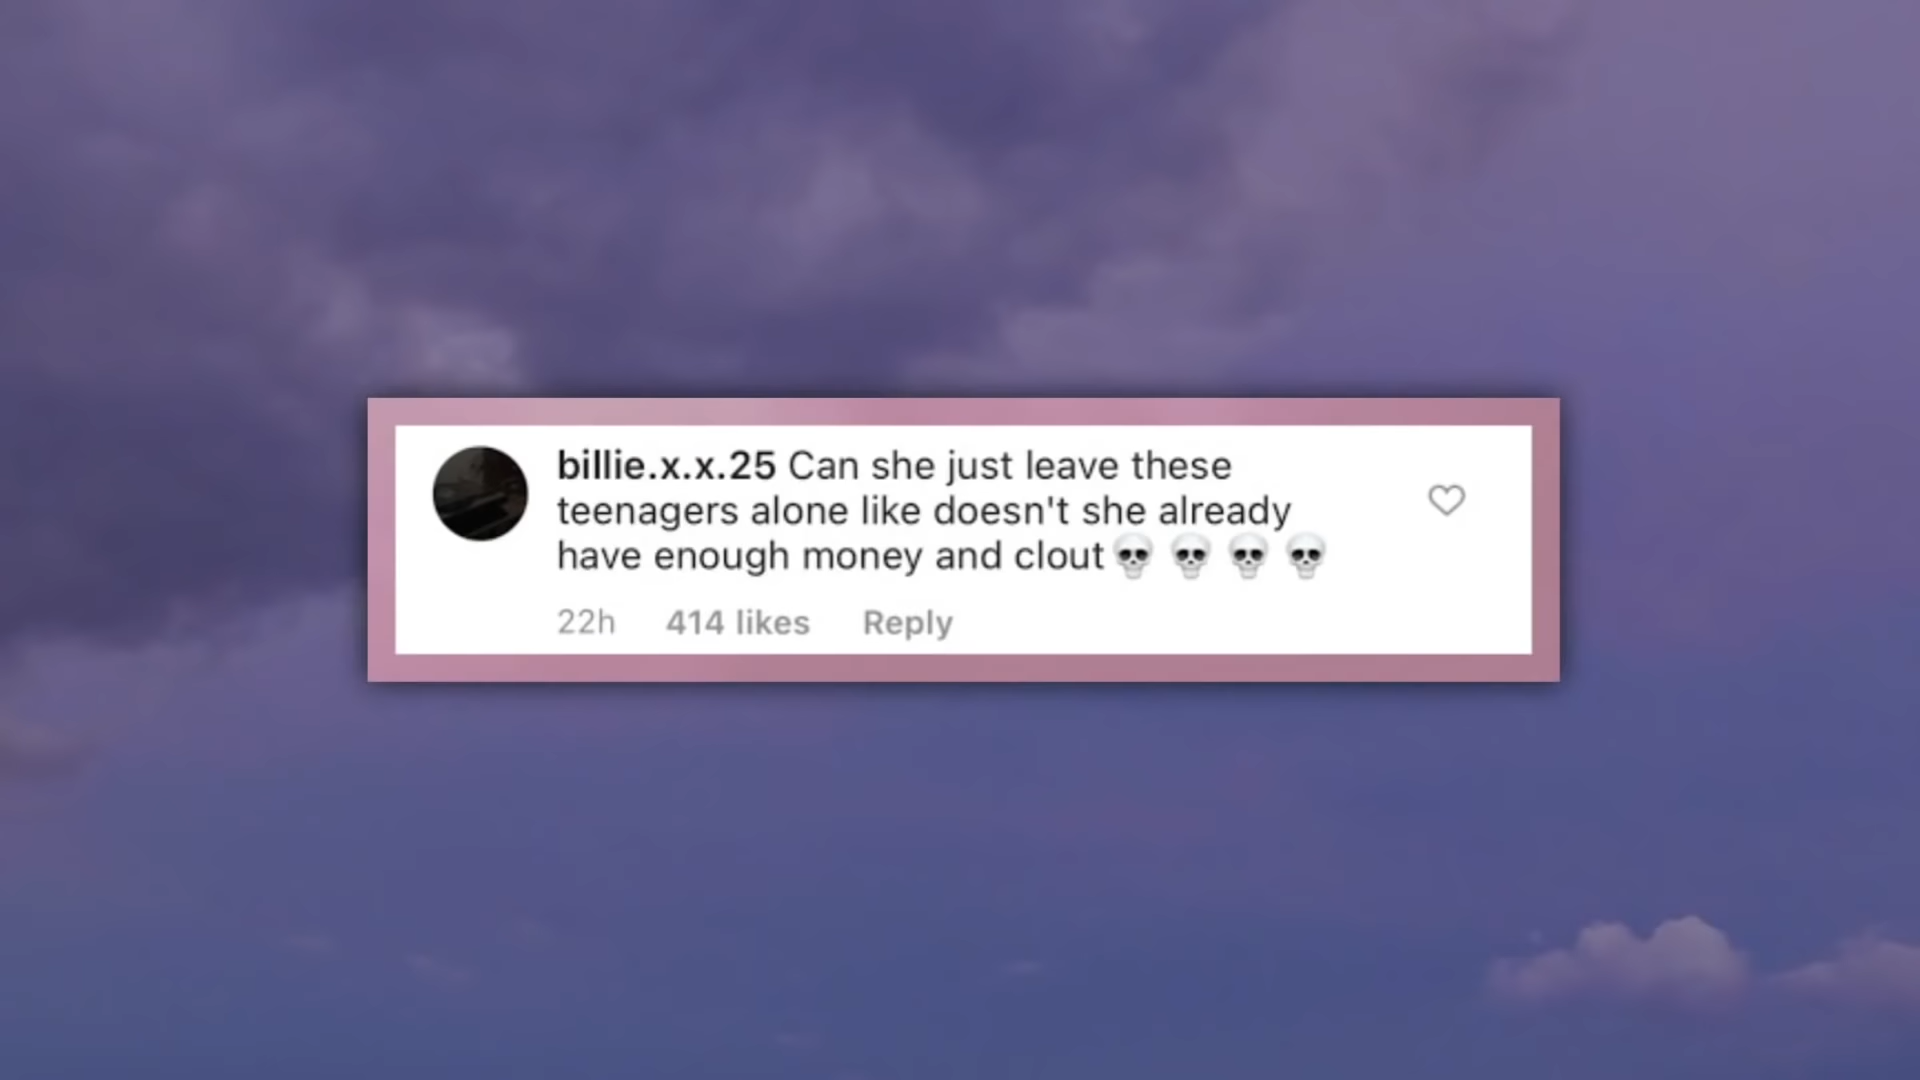 billie.x.x.25 Can she just leave these
teenagers alone like doesn't she already
have enough money and clout💀💀💀💀
22h 414 likes Reply